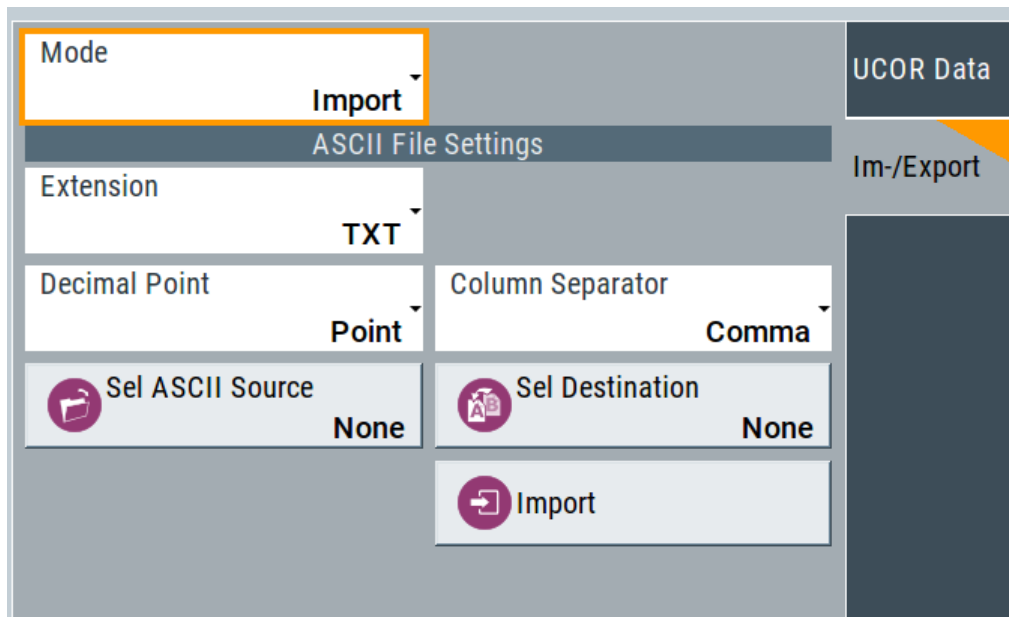 Mode
Import
UCOR Data
ASCII File Settings
Im-/Export
Extension
TXT
Decimal Point
Point
Column Separator
Comma
Sel ASCII Source
None
A B
Sel Destination
None
Import